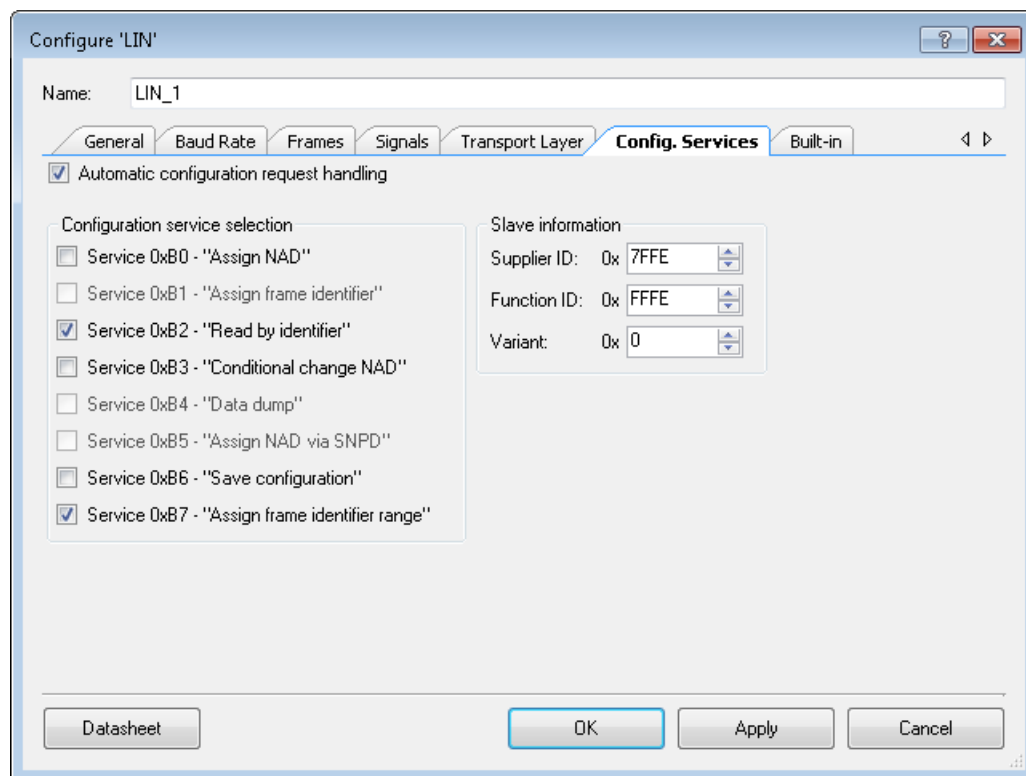 Configure 'LIN'
Name: LIN_1
General Baud Rate Frames Signals Transport Layer Config. Services Built-in
Automatic configuration request handling
Configuration service selection
Service 0xB0 - "Assign NAD"
Service 0xB1 - "Assign frame identifier"
Service 0xB2 - "Read by identifier"
Service 0xB3 - "Conditional change NAD"
Service 0xB4 - "Data dump"
Service 0xB5 - "Assign NAD via SNPD"
Service 0xB6 - "Save configuration"
Service 0xB7 - "Assign frame identifier range"
Slave information
Supplier ID: 0x 7FFE
Function ID: 0x FFFE
Variant: 0x 0
Datasheet OK Apply Cancel